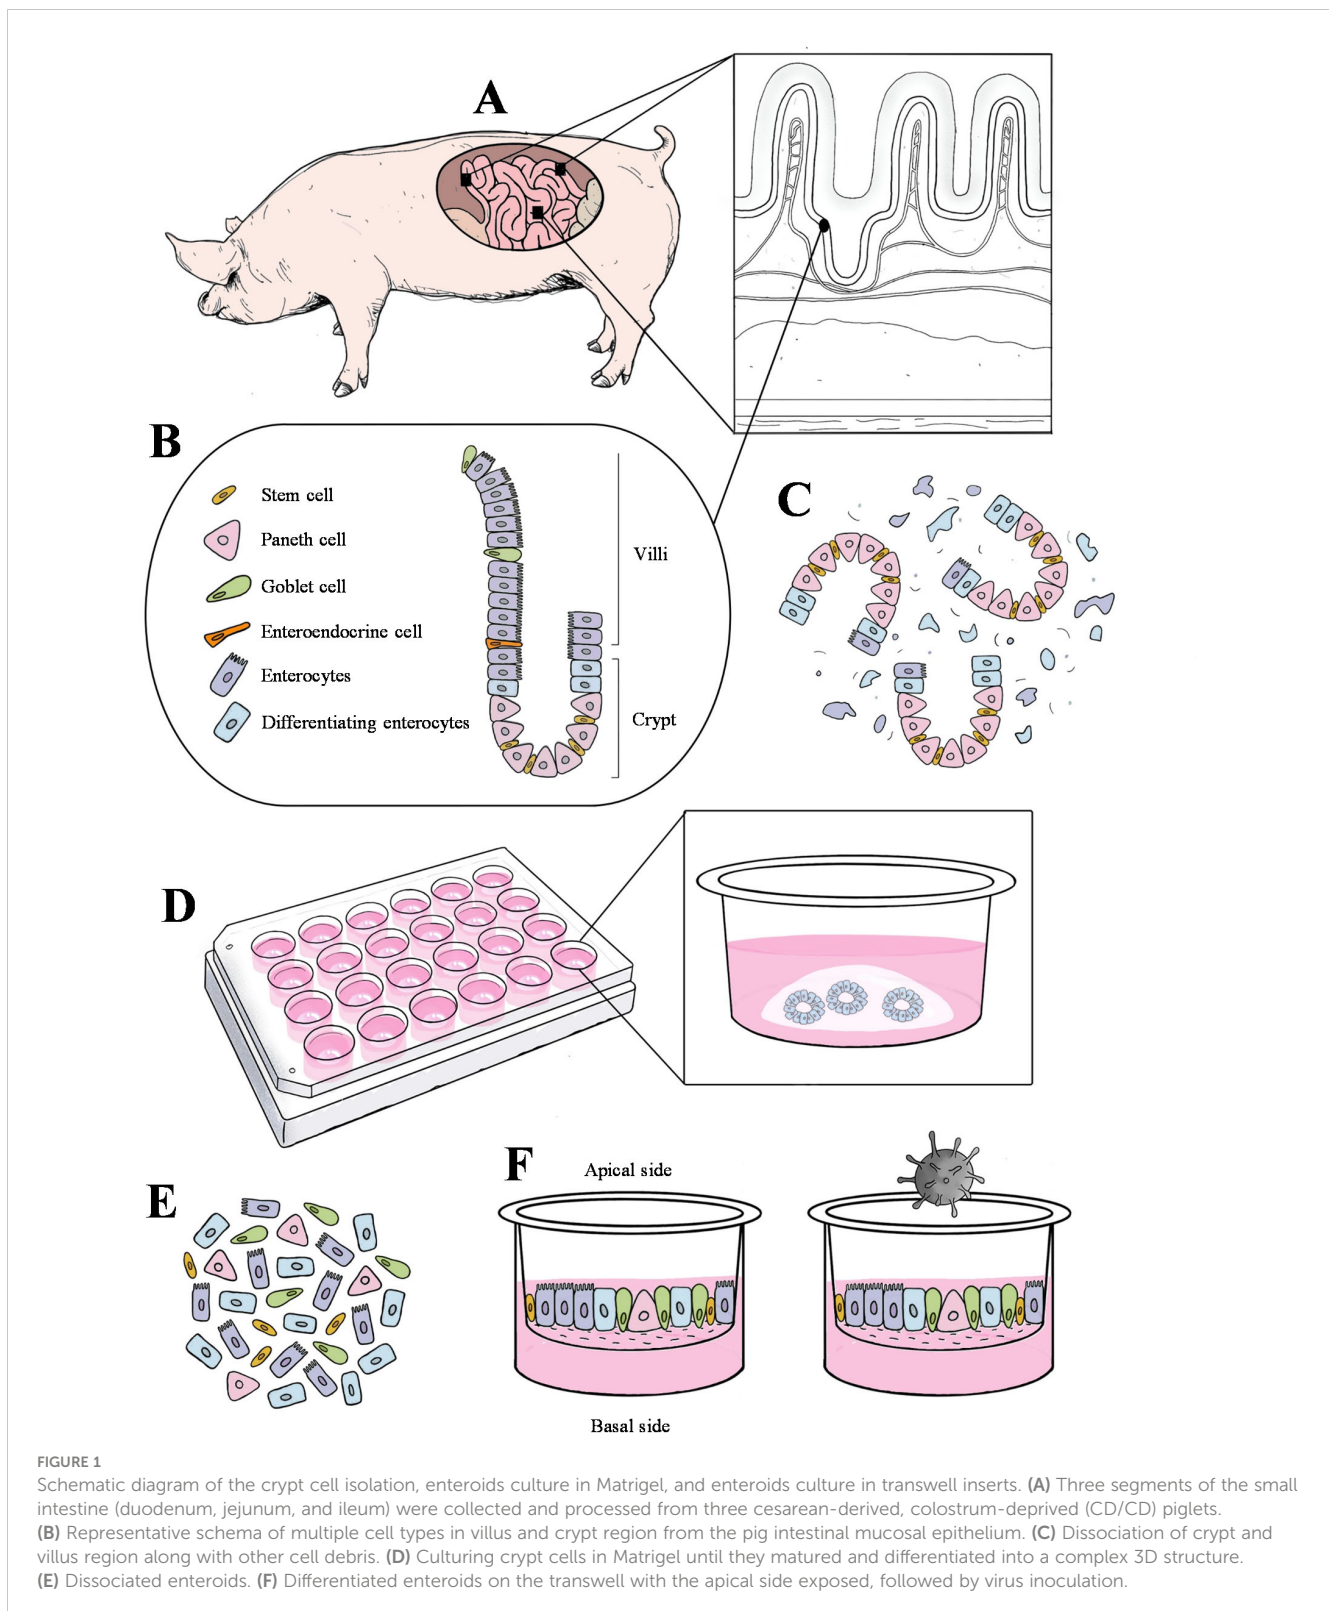 A
B
Stem cell
Paneth cell
Goblet cell
Enteroendocrine cell
Enterocytes
Differentiating enterocytes
Villi
Crypt
C
D
E
F
Apical side
Basal side
FIGURE 1
Schematic diagram of the crypt cell isolation, enteroids culture in Matrigel, and enteroids culture in transwell inserts. (A) Three segments of the small
intestine (duodenum, jejunum, and ileum) were collected and processed from three cesarean-derived, colostrum-deprived (CD/CD) piglets.
(B) Representative schema of multiple cell types in villus and crypt region from the pig intestinal mucosal epithelium. (C) Dissociation of crypt and
villus region along with other cell debris. (D) Culturing crypt cells in Matrigel until they matured and differentiated into a complex 3D structure.
(E) Dissociated enteroids. (F) Differentiated enteroids on the transwell with the apical side exposed, followed by virus inoculation.